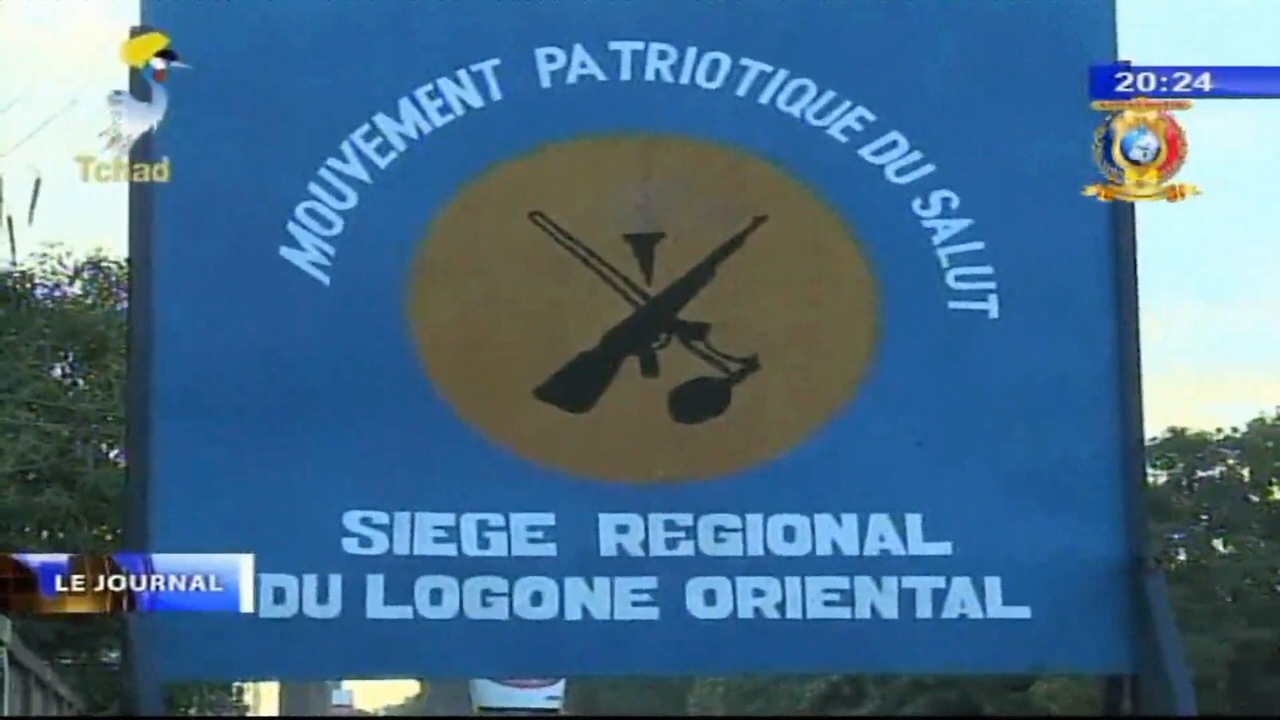 MOUVEMENT PATRIOTIQUE DU SALUT
20:24
Tchad
SIEGE REGIONAL
DU LOGONE ORIENTAL
LE JOURNAL